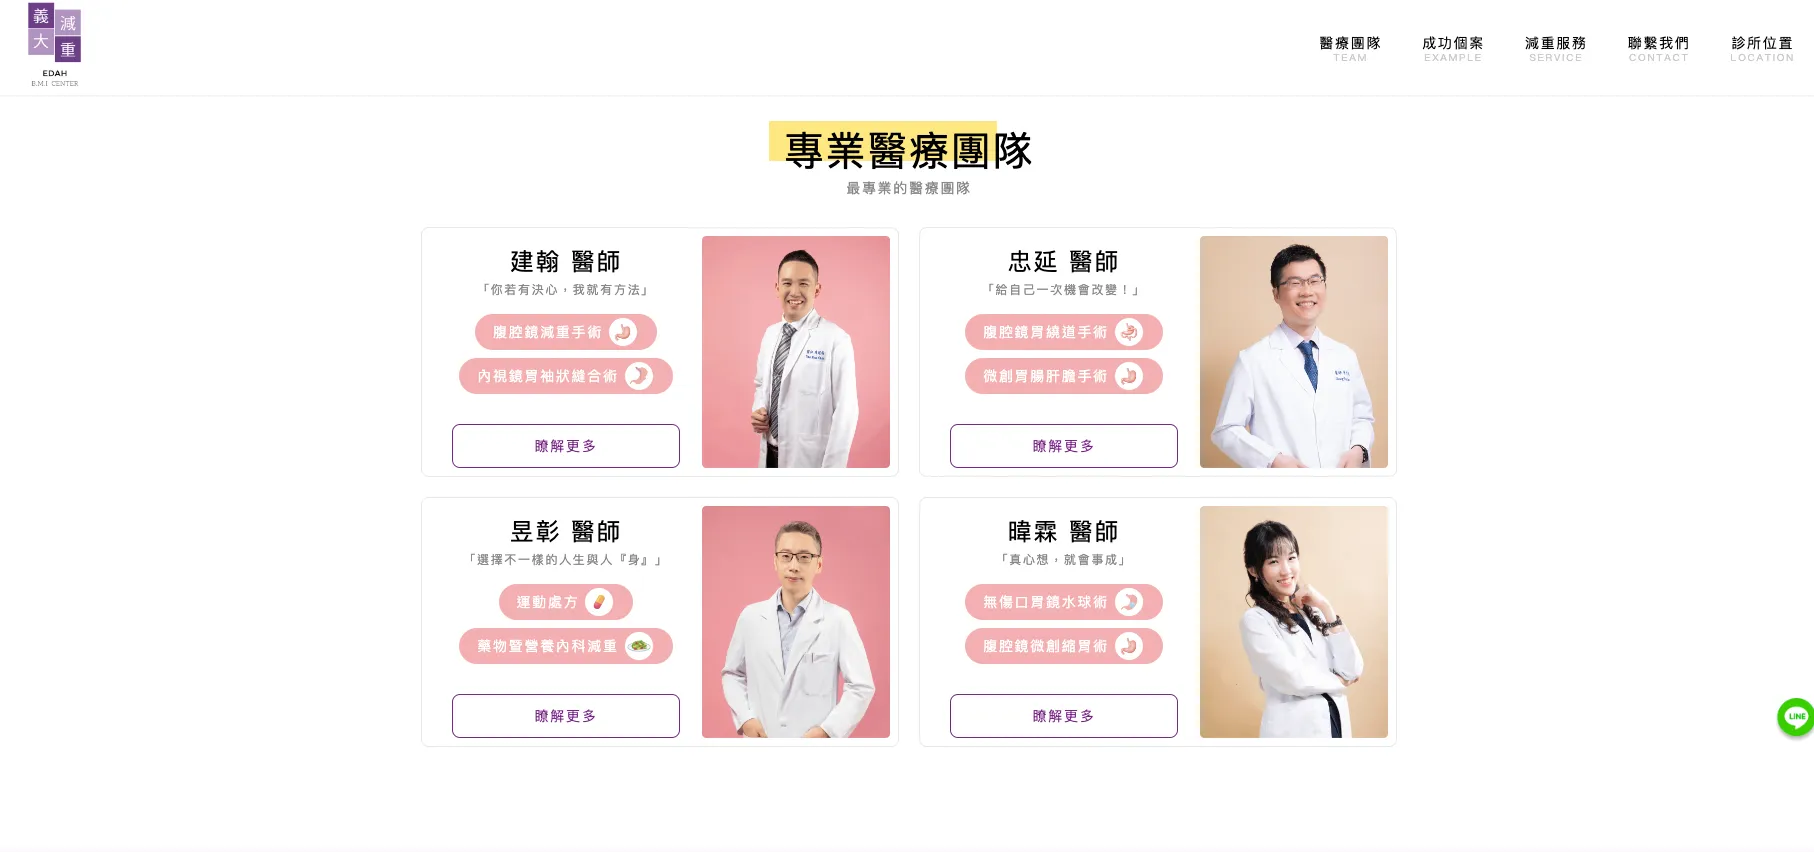 義 減
大 重
EDAH
B.M.I CENTER
醫療團隊 成功個案 減重服務 聯繫我們 診所位置
TEAM EXAMPLE SERVICE CONTACT LOCATION
專業醫療團隊
最專業的醫療團隊
建翰 醫師
「你若有決心，我就有方法」
腹腔鏡減重手術
內視鏡胃袖狀縫合術
瞭解更多
忠延 醫師
「給自己一次機會改變！」
腹腔鏡胃繞道手術
微創胃腸肝膽手術
瞭解更多
昱彰 醫師
「選擇不一樣的人生與人『身』」
運動處方
藥物暨營養內科減重
瞭解更多
暐霖 醫師
「真心想，就會事成」
無傷口胃鏡水球術
腹腔鏡微創縮胃術
瞭解更多
LINE